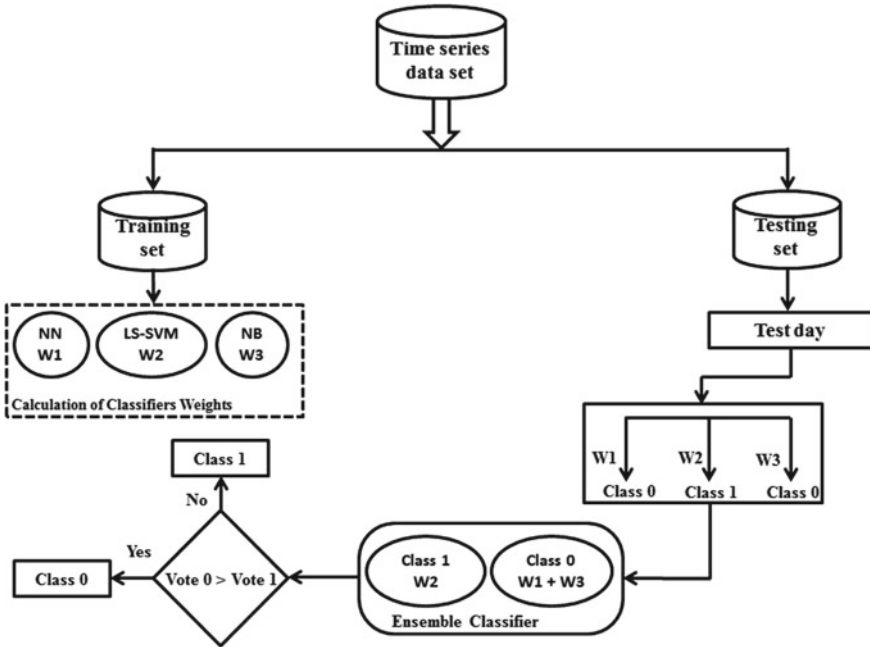 Time series
data set
Training
set
Testing
set
NN
W1
LS-SVM
W2
NB
W3
Calculation of Classifiers Weights
Test day
W1
W2
W3
Class 0
Class 1
Class 0
Class 1
No
Yes
Class 0
Vote 0 > Vote 1
Class 1
W2
Class 0
W1 + W3
Ensemble Classifier